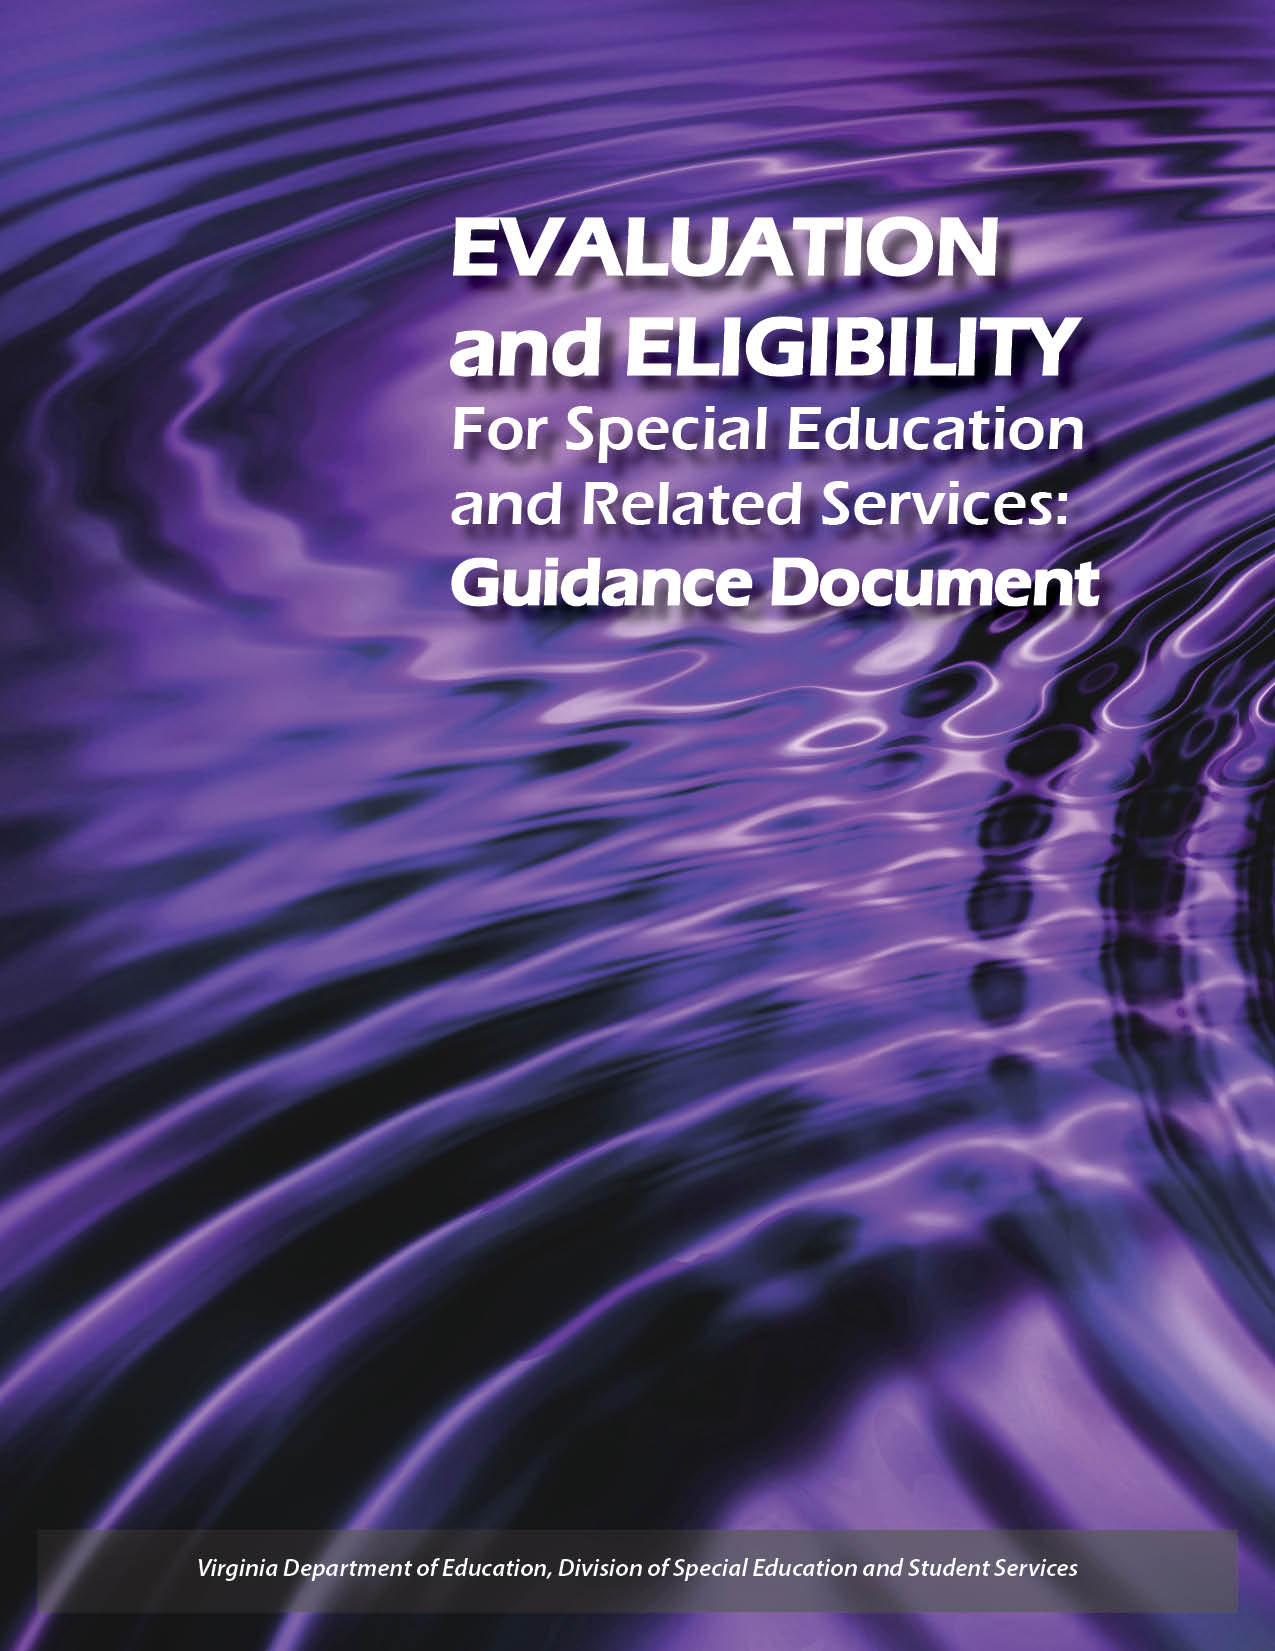 EVALUATION
and ELIGIBILITY
For Special Education
and Related Services:
Guidance Document
Virginia Department of Education, Division of Special Education and Student Services